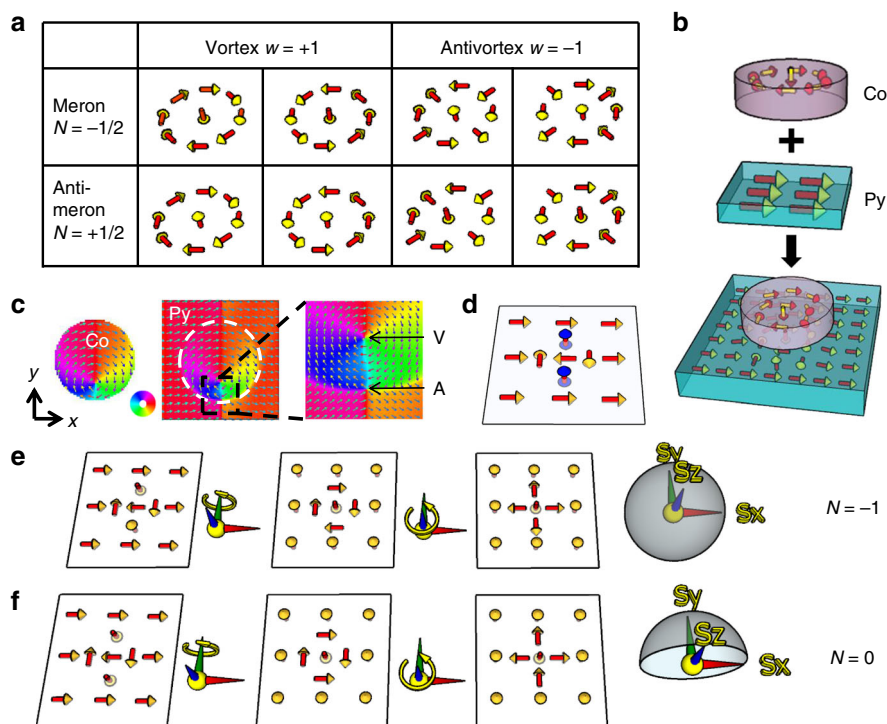 a
Vortex w = +1
Antivortex w = −1
Meron
N = −1/2
Anti-
meron
N = +1/2
b
Co
Py
c
Co
Py
V
A
y
x
d
e
Sy
Sz
Sx
N = −1
f
Sy
Sz
Sx
N = 0